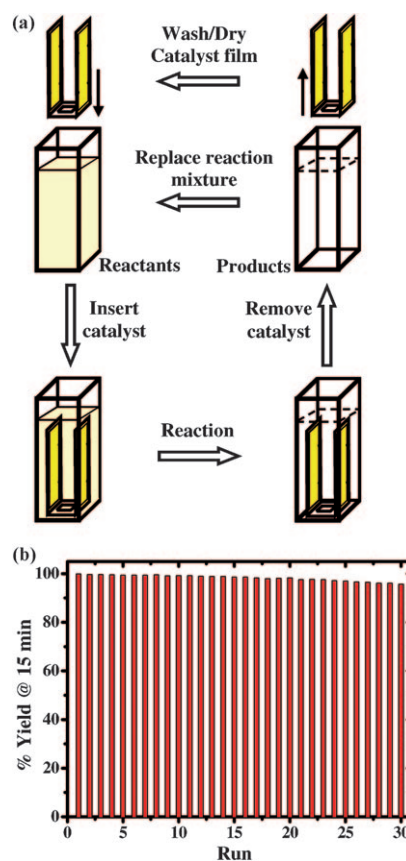 (a)
Wash/Dry
Catalyst film
Replace reaction
mixture
Reactants
Products
Insert
catalyst
Remove
catalyst
Reaction
(b)
% Yield @ 15 min
100
80
60
40
20
0
0 5 10 15 20 25 30
Run